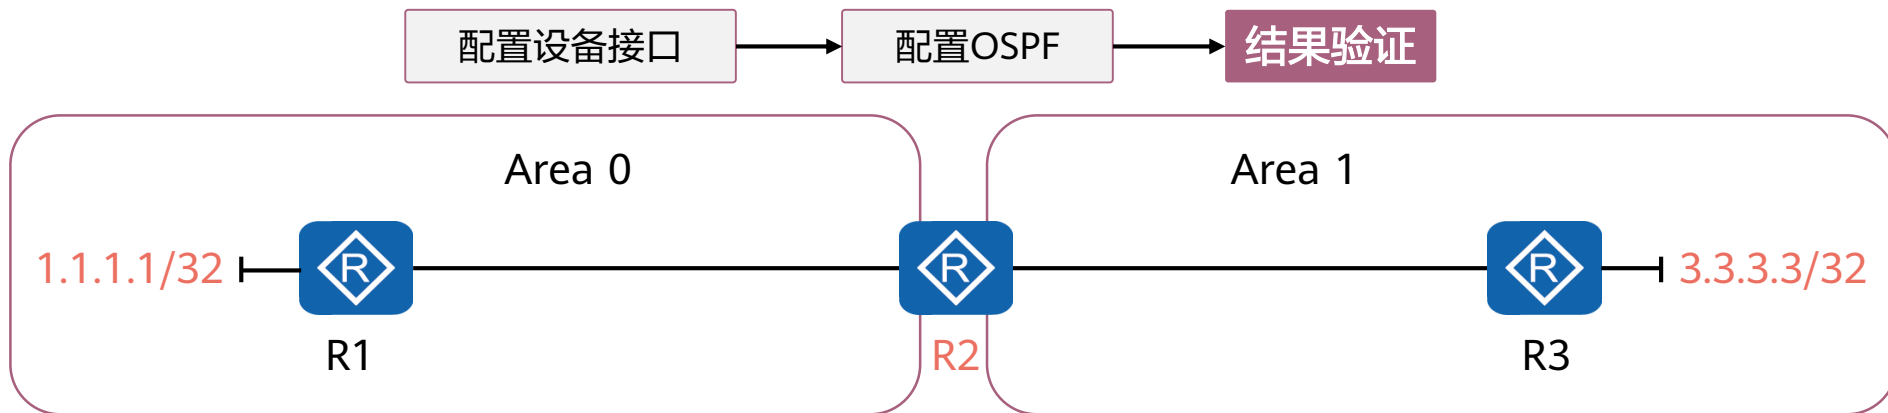 配置设备接口
配置OSPF
结果验证
Area 0
Area 1
1.1.1.1/32
R
R
R
3.3.3.3/32
R1
R2
R3